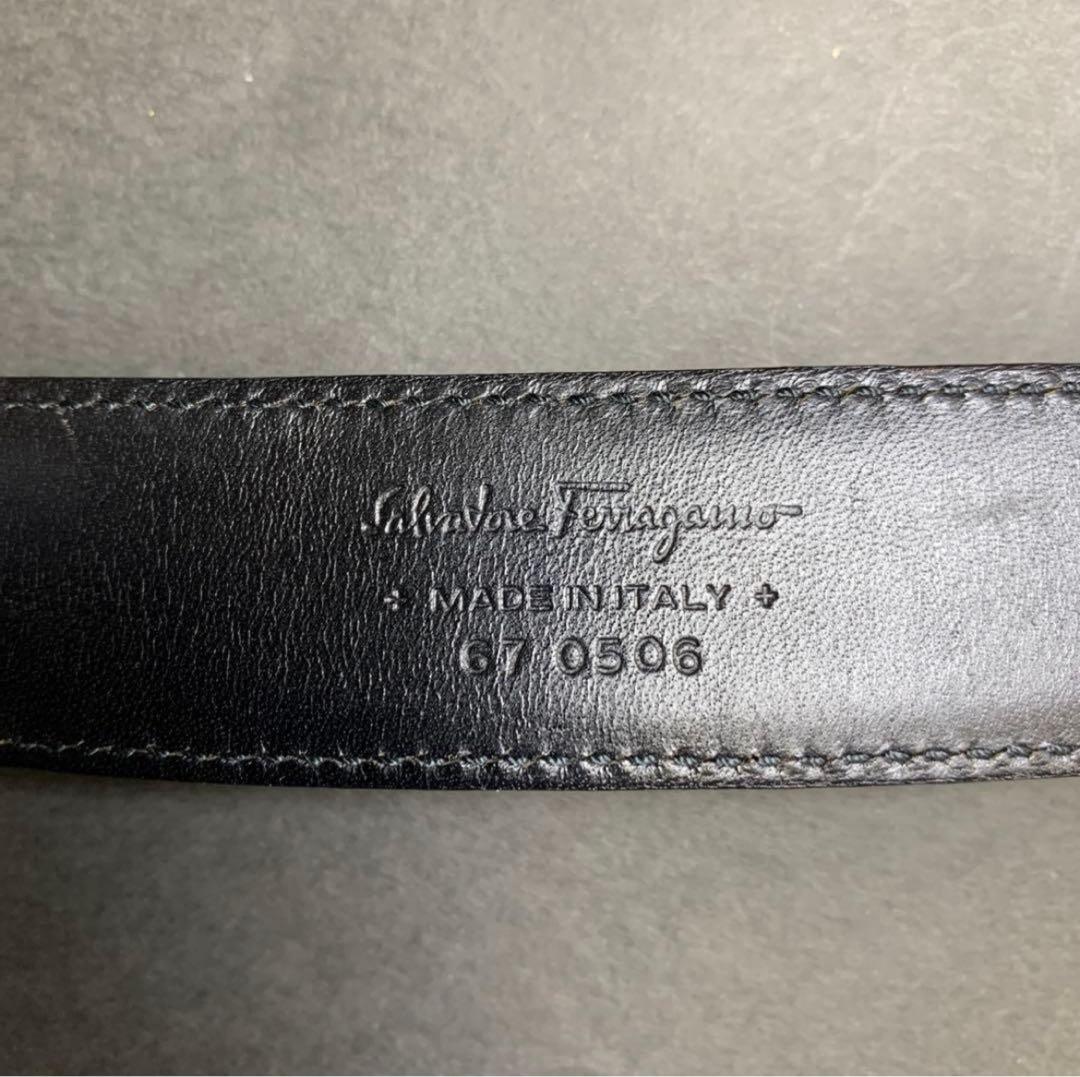 Salvatore Ferragamo
+ MADE IN ITALY +
67 0506